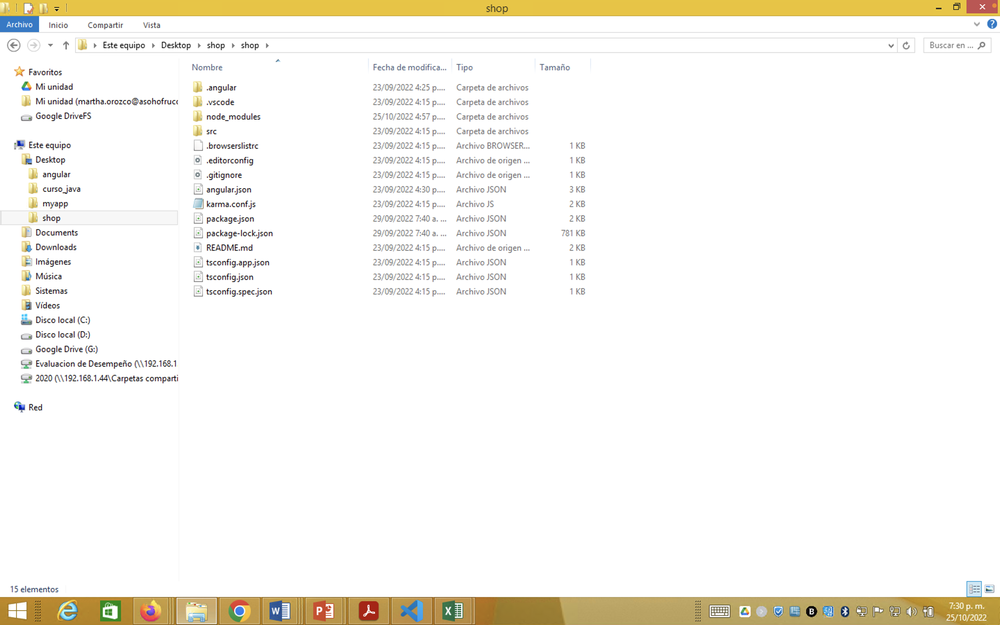 shop
Archivo Inicio Compartir Vista
Este equipo Desktop shop shop Buscar en ...
Nombre Fecha de modifica... Tipo Tamaño
Favoritos
Mi unidad
Mi unidad (martha.orozco@asohofrucc
Google DriveFS
Este equipo
Desktop
angular
curso_java
myapp
shop
Documents
Downloads
Imágenes
Música
Sistemas
Vídeos
Disco local (C:)
Disco local (D:)
Google Drive (G:)
Evaluacion de Desempeño (\\192.168.1
2020 (\\192.168.1.44\Carpetas comparti
Red
.angular 23/09/2022 4:25 p.... Carpeta de archivos
.vscode 23/09/2022 4:15 p.... Carpeta de archivos
node_modules 25/10/2022 4:57 p.... Carpeta de archivos
src 23/09/2022 4:15 p.... Carpeta de archivos
.browserslistrc 23/09/2022 4:15 p.... Archivo BROWSER... 1 KB
.editorconfig 23/09/2022 4:15 p.... Archivo de origen ... 1 KB
.gitignore 23/09/2022 4:15 p.... Archivo de origen ... 1 KB
angular.json 23/09/2022 4:30 p.... Archivo JSON 3 KB
karma.conf.js 23/09/2022 4:15 p.... Archivo JS 2 KB
package.json 29/09/2022 7:40 a. ... Archivo JSON 2 KB
package-lock.json 29/09/2022 7:40 a. ... Archivo JSON 781 KB
README.md 23/09/2022 4:15 p.... Archivo de origen ... 2 KB
tsconfig.app.json 23/09/2022 4:15 p.... Archivo JSON 1 KB
tsconfig.json 23/09/2022 4:15 p.... Archivo JSON 1 KB
tsconfig.spec.json 23/09/2022 4:15 p.... Archivo JSON 1 KB
15 elementos
7:30 p. m.
25/10/2022